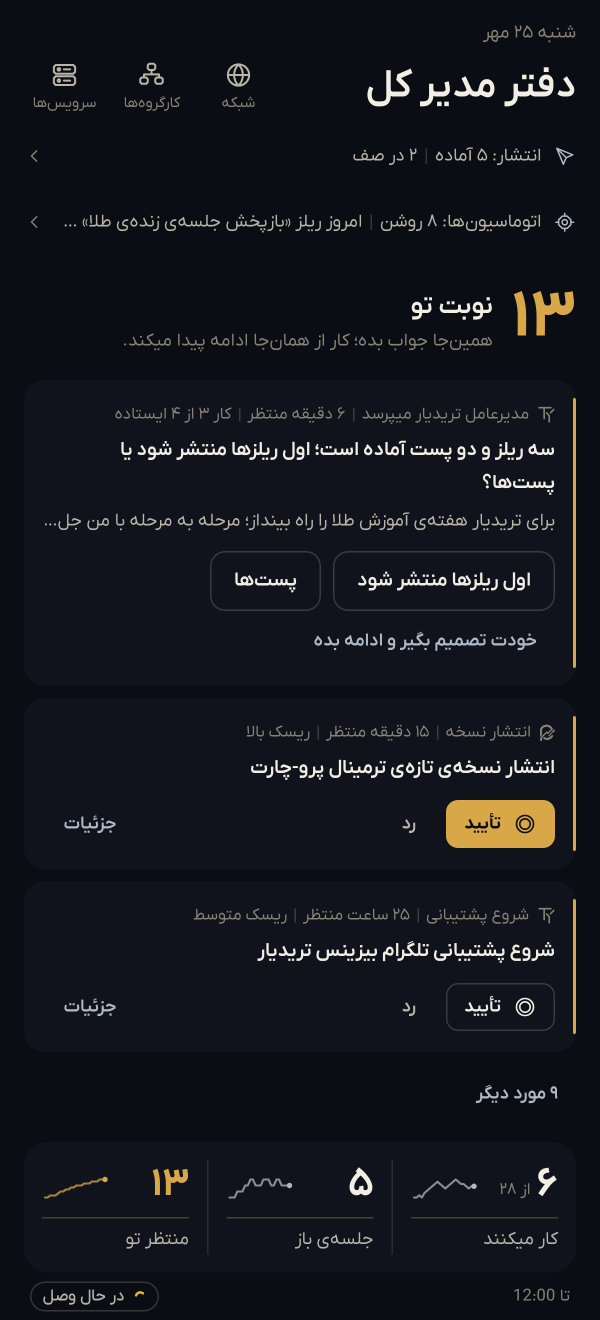 شنبه ۲۵ مهر
دفتر مدیر کل
شبکه
کارگروه‌ها
سرویس‌ها
انتشار: ۵ آماده | ۲ در صف
اتوماسیون‌ها: ۸ روشن | امروز ریلز «بازپخش جلسه‌ی زنده‌ی طلا» ...
۱۳
نوبت تو
همین‌جا جواب بده؛ کار از همان‌جا ادامه پیدا میکند.
مدیرعامل تریدیار میپرسد | ۶ دقیقه منتظر | کار ۳ از ۴ ایستاده
سه ریلز و دو پست آماده است؛ اول ریلزها منتشر شود یا
پست‌ها؟
برای تریدیار هفته‌ی آموزش طلا را راه بینداز؛ مرحله به مرحله با من جل...
اول ریلزها منتشر شود
پست‌ها
خودت تصمیم بگیر و ادامه بده
انتشار نسخه | ۱۵ دقیقه منتظر | ریسک بالا
انتشار نسخه‌ی تازه‌ی ترمینال پرو-چارت
تأیید
رد
جزئیات
شروع پشتیبانی | ۲۵ ساعت منتظر | ریسک متوسط
شروع پشتیبانی تلگرام بیزینس تریدیار
تأیید
رد
جزئیات
۹ مورد دیگر
۶ از ۲۸
کار میکنند
۵
جلسه‌ی باز
۱۳
منتظر تو
تا 12:00
در حال وصل